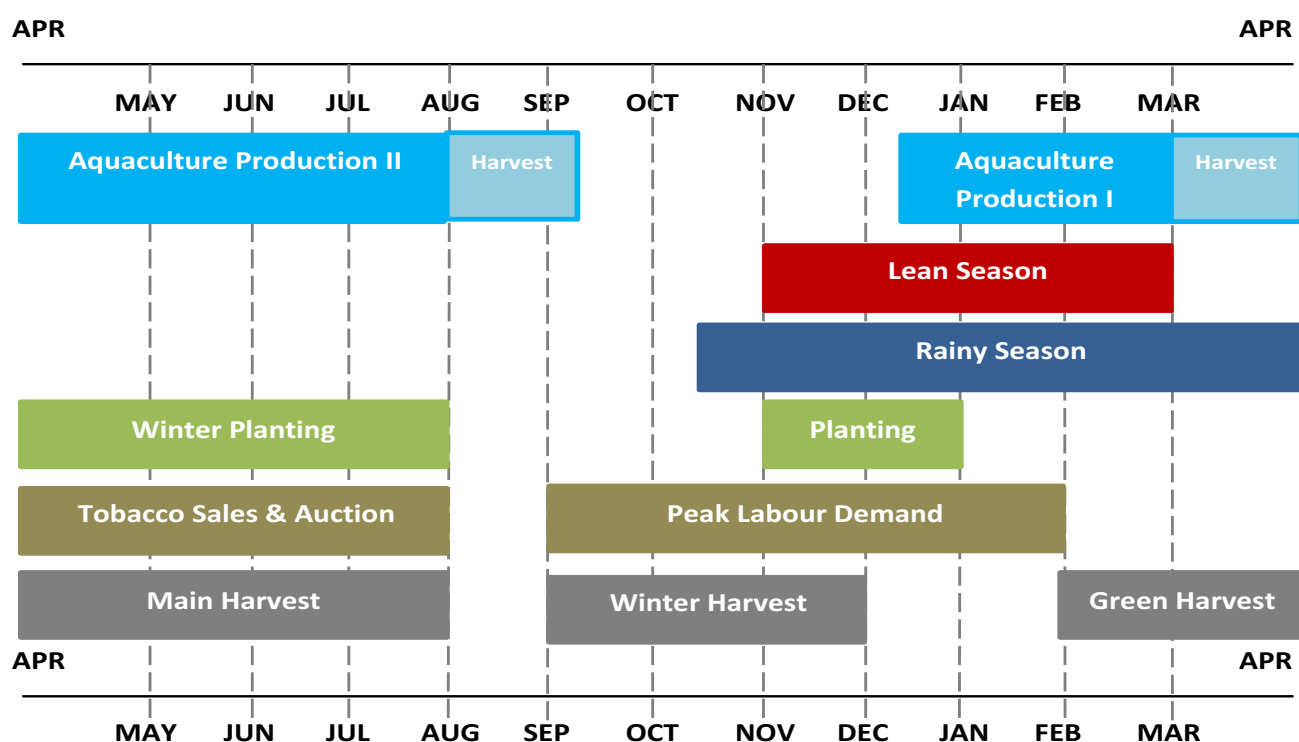 APR APR
MAY JUN JUL AUG SEP OCT NOV DEC JAN FEB MAR
Aquaculture Production II Harvest Aquaculture Harvest
Production I
Lean Season
Rainy Season
Winter Planting Planting
Tobacco Sales & Auction Peak Labour Demand
Main Harvest Winter Harvest Green Harvest
APR APR
MAY JUN JUL AUG SEP OCT NOV DEC JAN FEB MAR